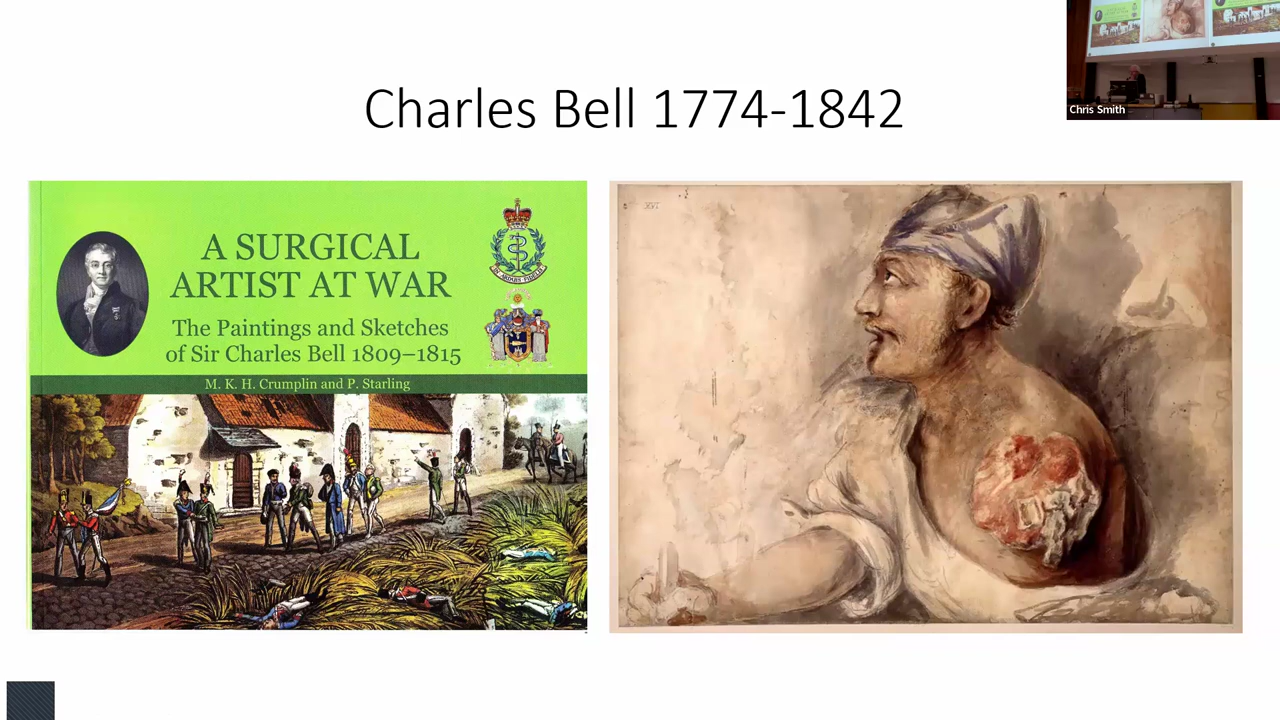 Charles Bell 1774-1842
Chris Smith
A SURGICAL
ARTIST AT WAR
The Paintings and Sketches
of Sir Charles Bell 1809–1815
M. K. H. Crumplin and P. Starling
XVI